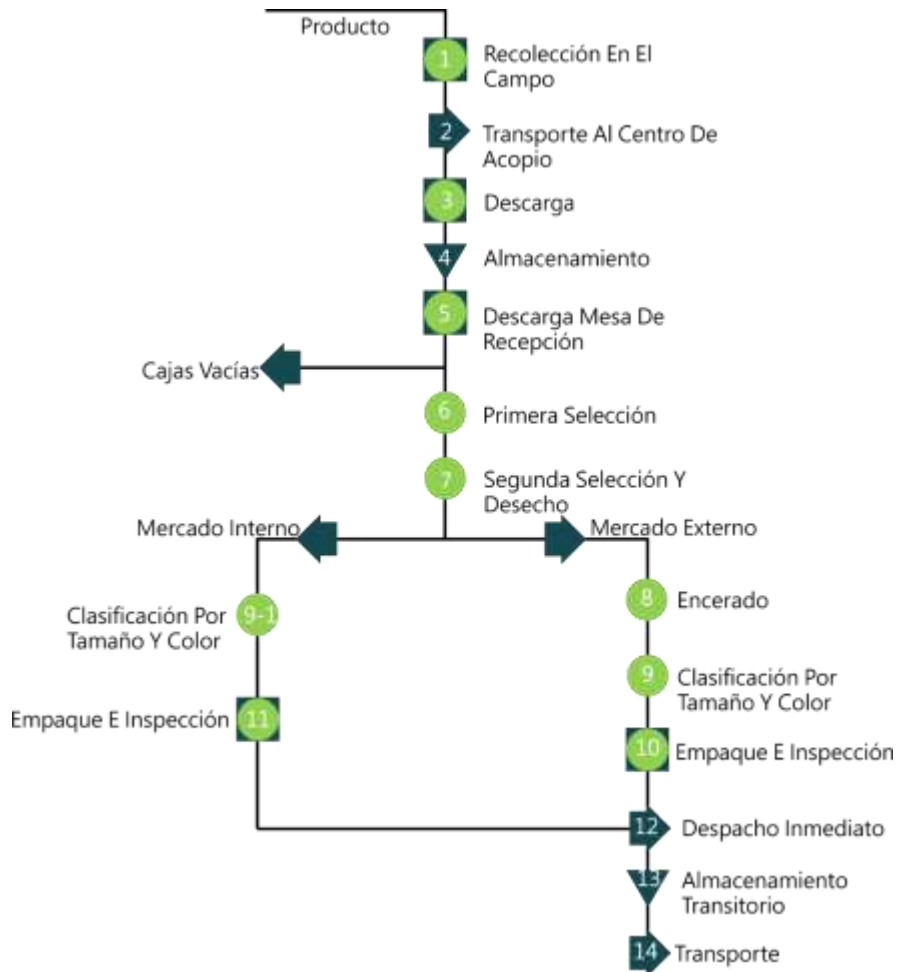 Producto
1
Recolección En El
Campo
2
Transporte Al Centro De
Acopio
3
Descarga
4
Almacenamiento
5
Descarga Mesa De
Recepción
Cajas Vacías
6
Primera Selección
7
Segunda Selección Y
Desecho
Mercado Interno
Mercado Externo
8
Encerado
9-1
Clasificación Por
Tamaño Y Color
9
Clasificación Por
Tamaño Y Color
11
Empaque E Inspección
10
Empaque E Inspección
12
Despacho Inmediato
13
Almacenamiento
Transitorio
14
Transporte